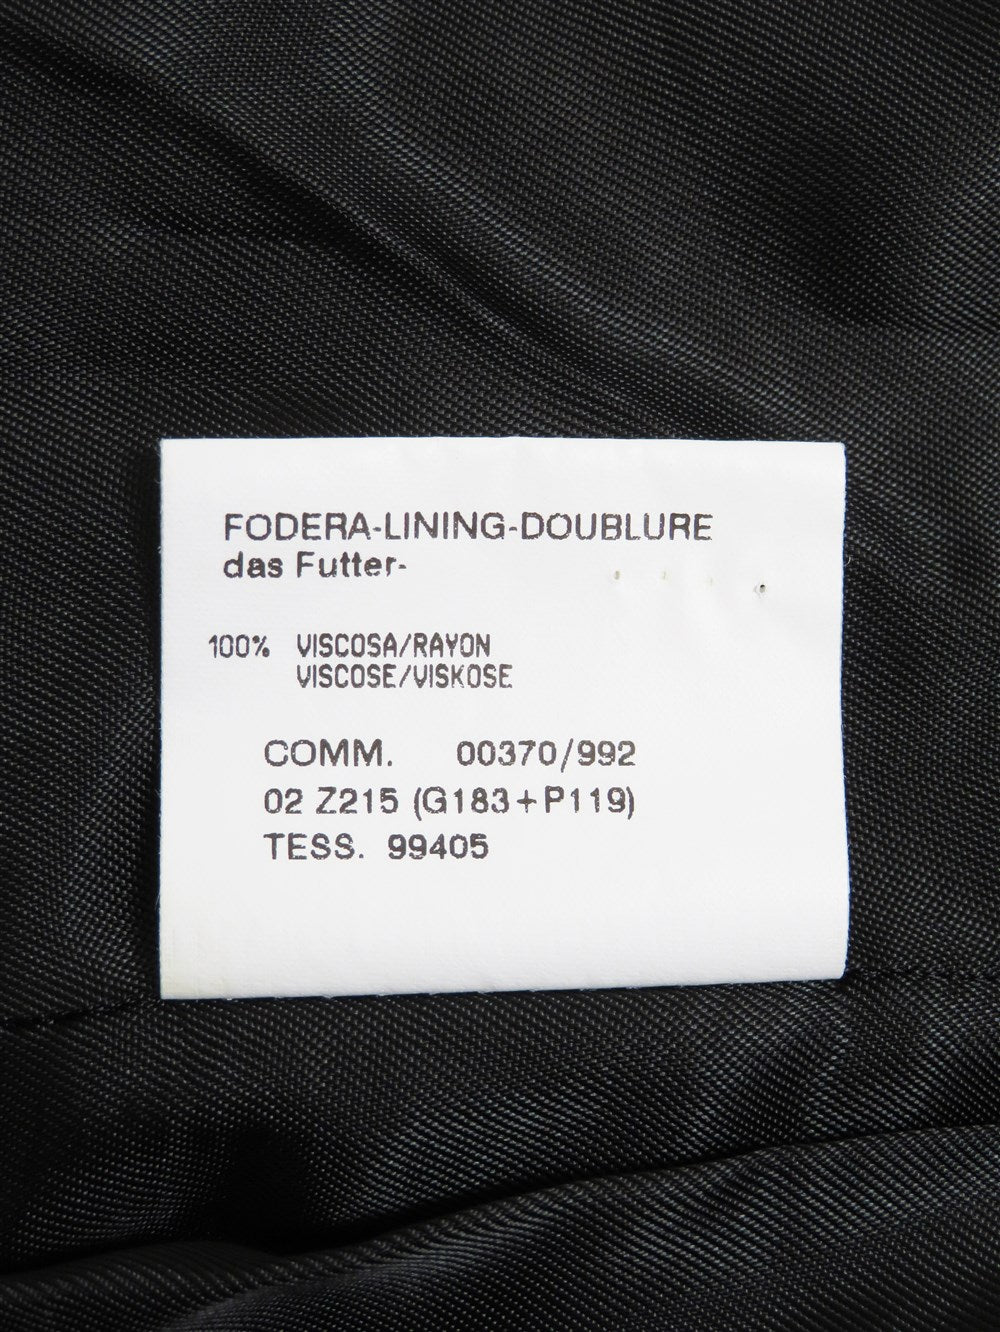 FODERA-LINING-DOUBLURE
das Futter-
100% VISCOSA/RAYON
VISCOSE/VISKOSE
COMM. 00370/992
02 Z215 (G183+P119)
TESS. 99405